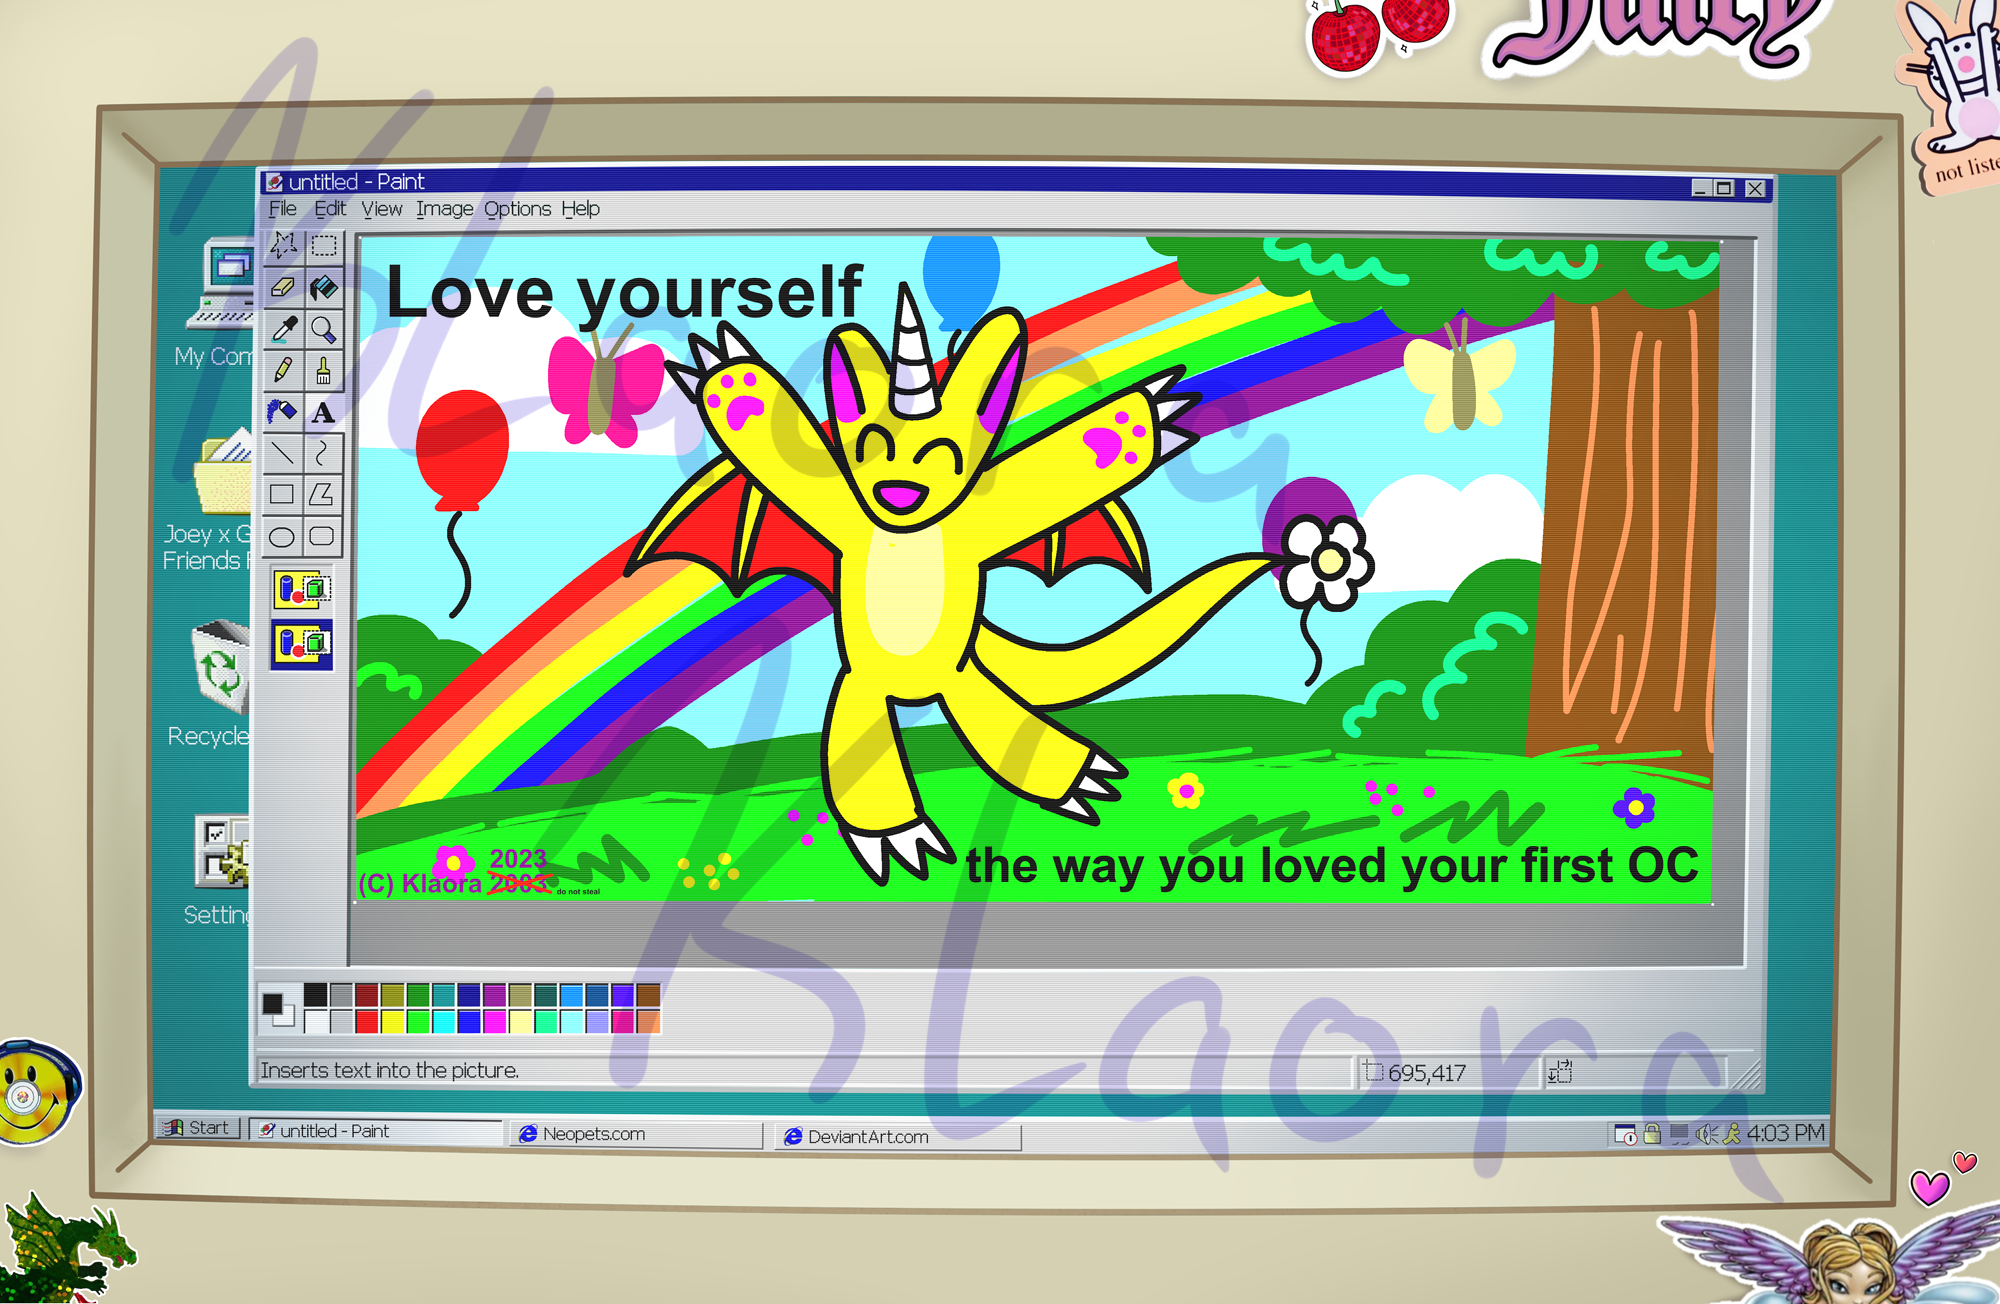 Juicy
not liste
untitled - Paint
File Edit View Image Options Help
My Com
Joey x G
Friends F
Recycle
Setting
Love yourself
A
the way you loved your first OC
2023
(C) Klaora 2003 do not steal
Klaora
Klaora
Inserts text into the picture.
695,417
Start
untitled - Paint
Neopets.com
DeviantArt.com
4:03 PM